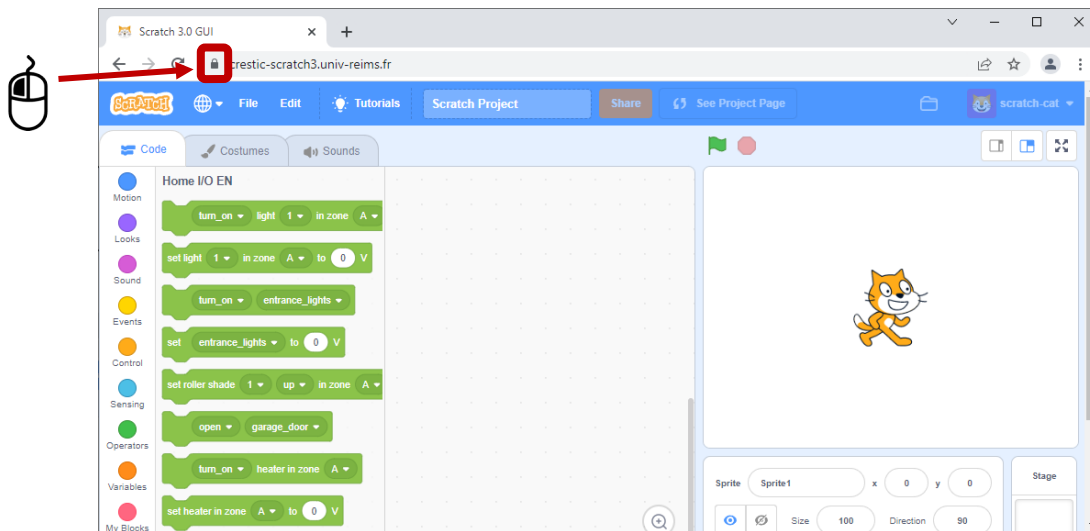 Scratch 3.0 GUI
crestic-scratch3.univ-reims.fr
SCRATCH File Edit Tutorials Scratch Project Share See Project Page scratch-cat
Code Costumes Sounds
Home I/O EN
Motion
turn_on light 1 in zone A
Looks
set light 1 in zone A to 0 V
Sound
turn_on entrance_lights
Events
set entrance_lights to 0 V
Control
set roller shade 1 up in zone A
Sensing
open garage_door
Operators
turn_on heater in zone A
Variables
set heater in zone A to 0 V
My Blocks
Sprite Sprite1 x 0 y 0
Size 100 Direction 90
Stage